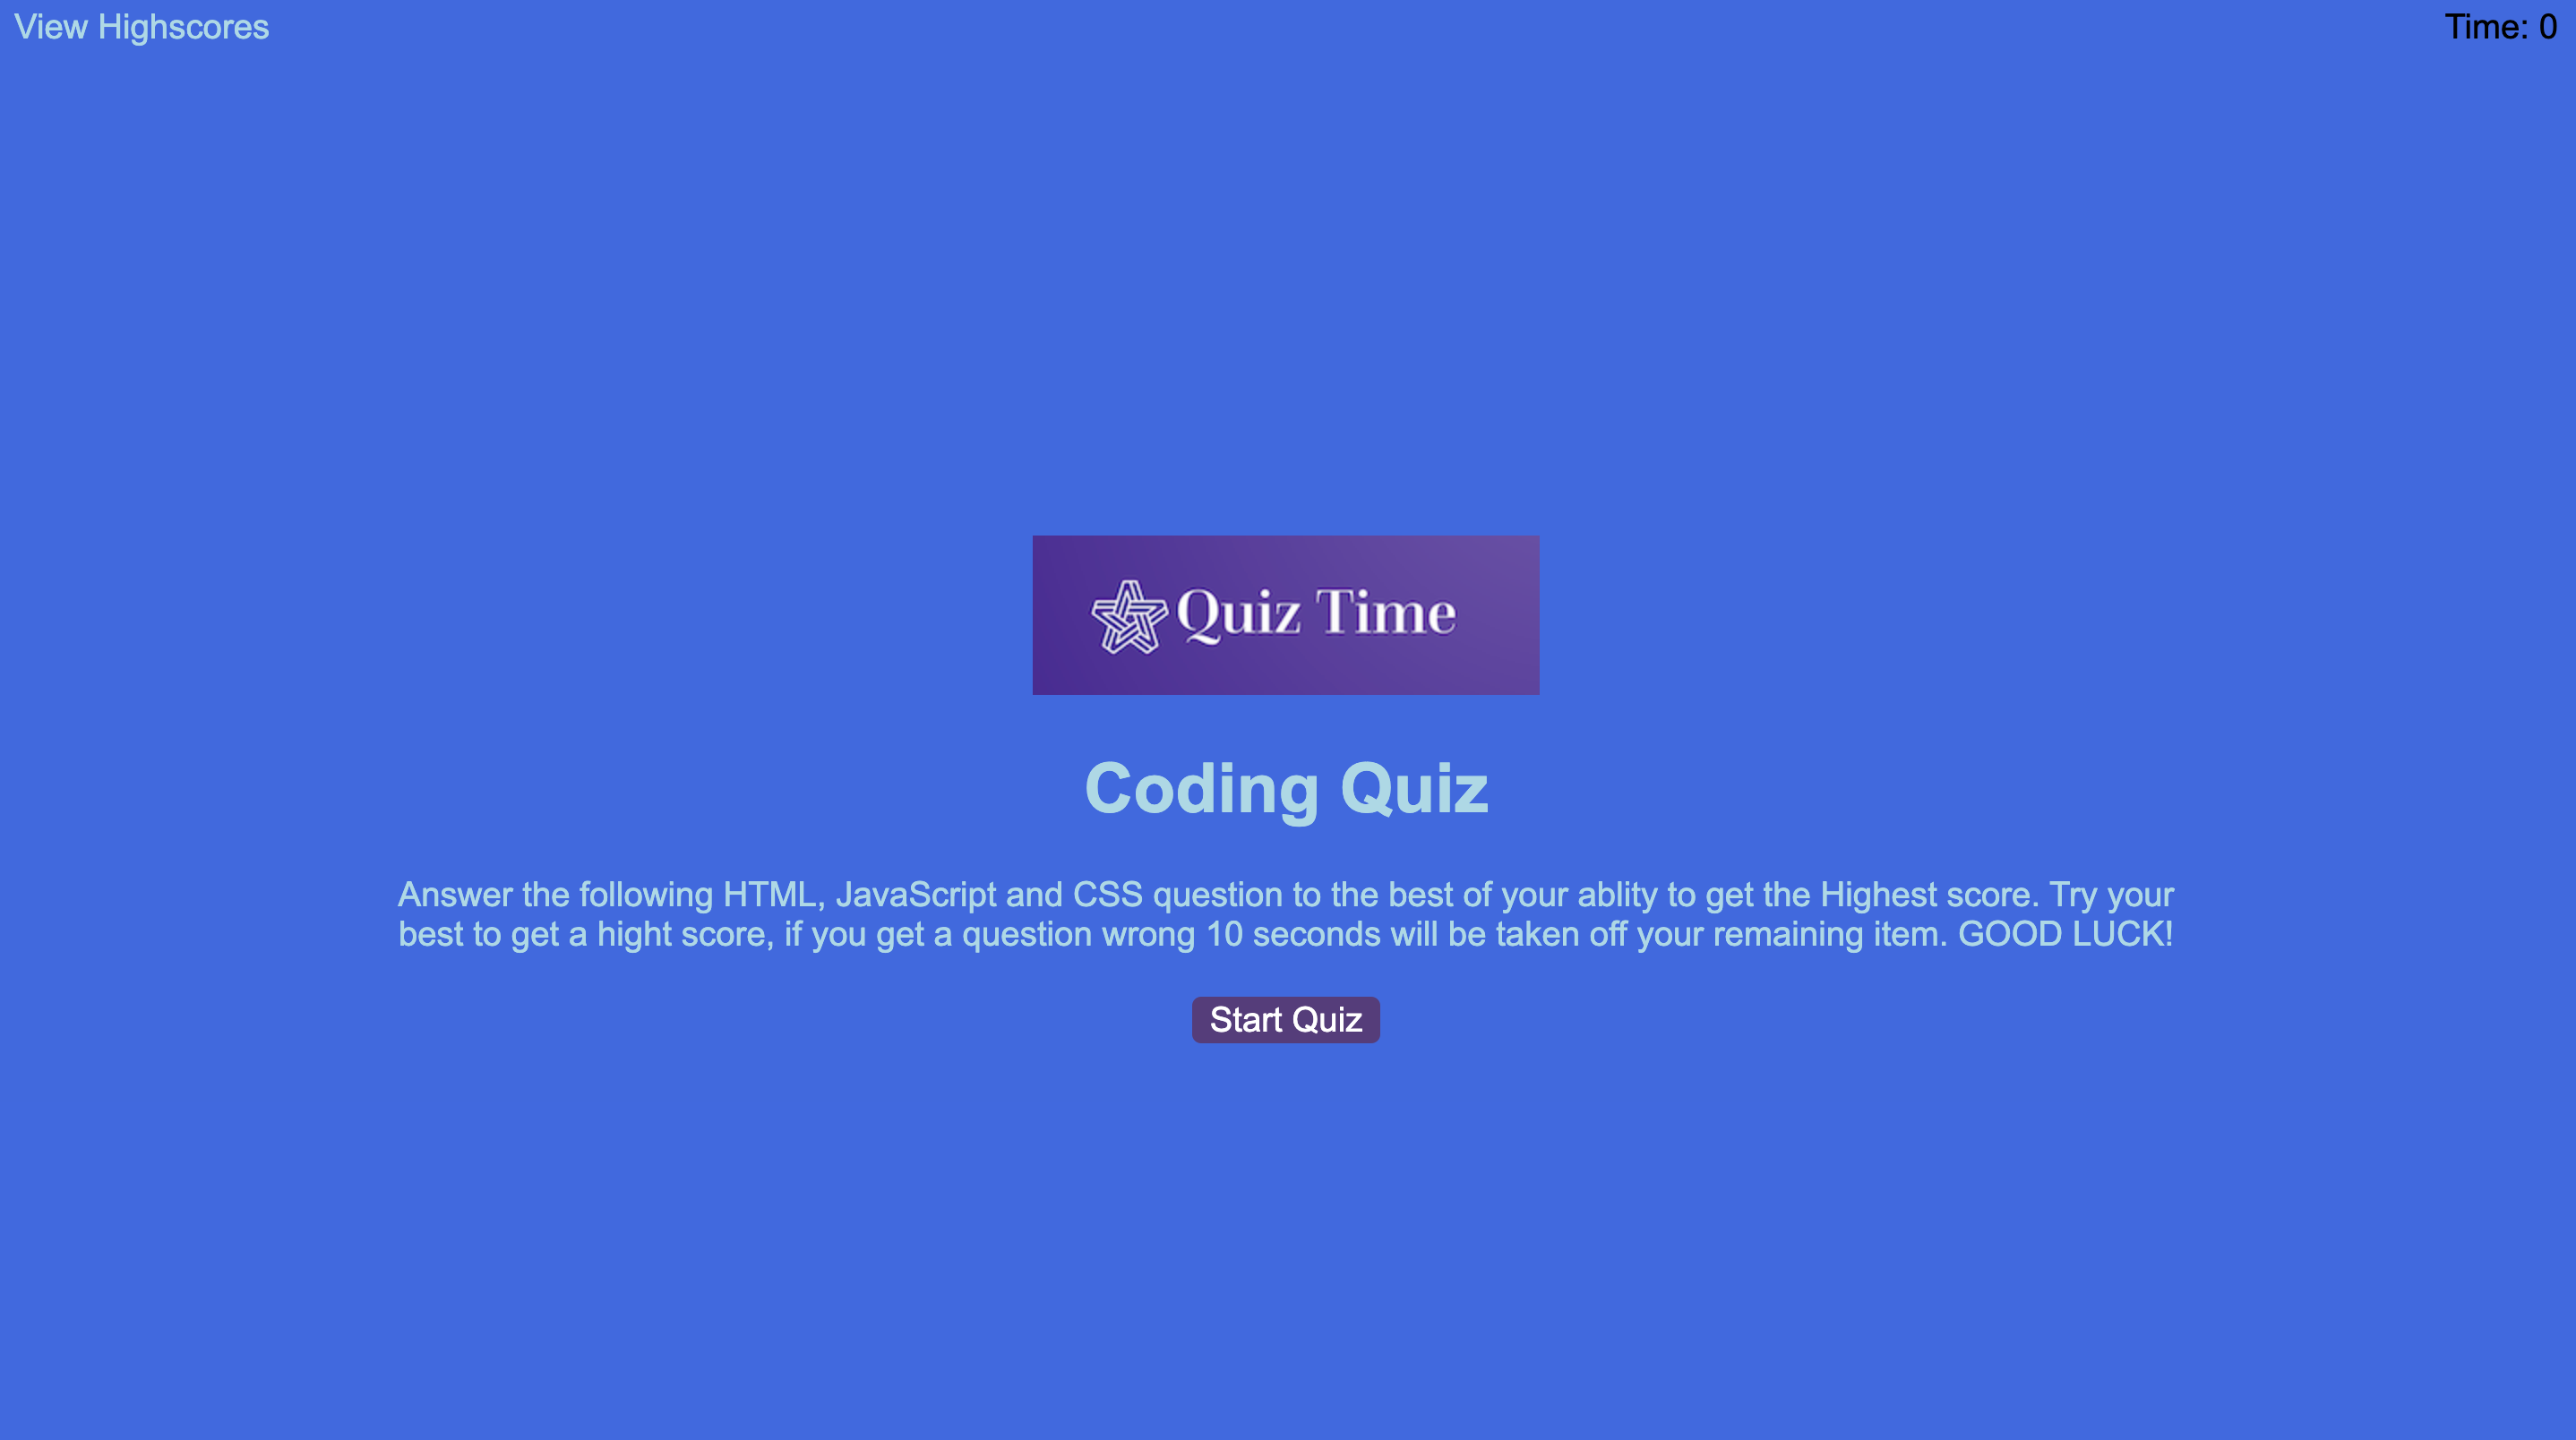 View Highscores
Time: 0
Quiz Time
Coding Quiz
Answer the following HTML, JavaScript and CSS question to the best of your ablity to get the Highest score. Try your
best to get a hight score, if you get a question wrong 10 seconds will be taken off your remaining item. GOOD LUCK!
Start Quiz